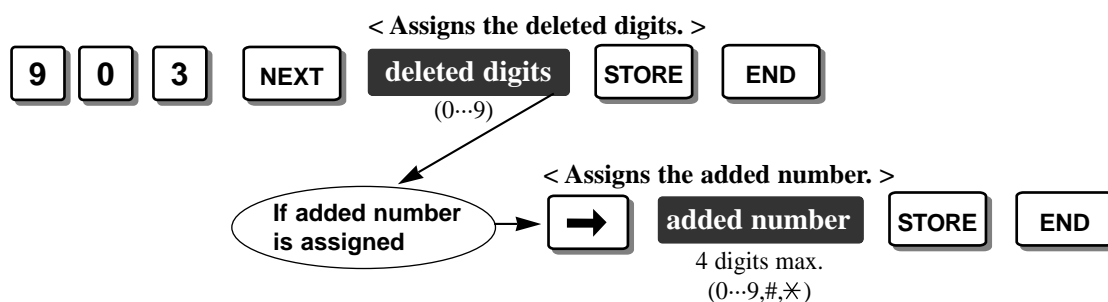 < Assigns the deleted digits. >
9 0 3 NEXT deleted digits STORE END
(0···9)
< Assigns the added number. >
If added number
is assigned
➡ added number STORE END
4 digits max.
(0···9,#,✳)